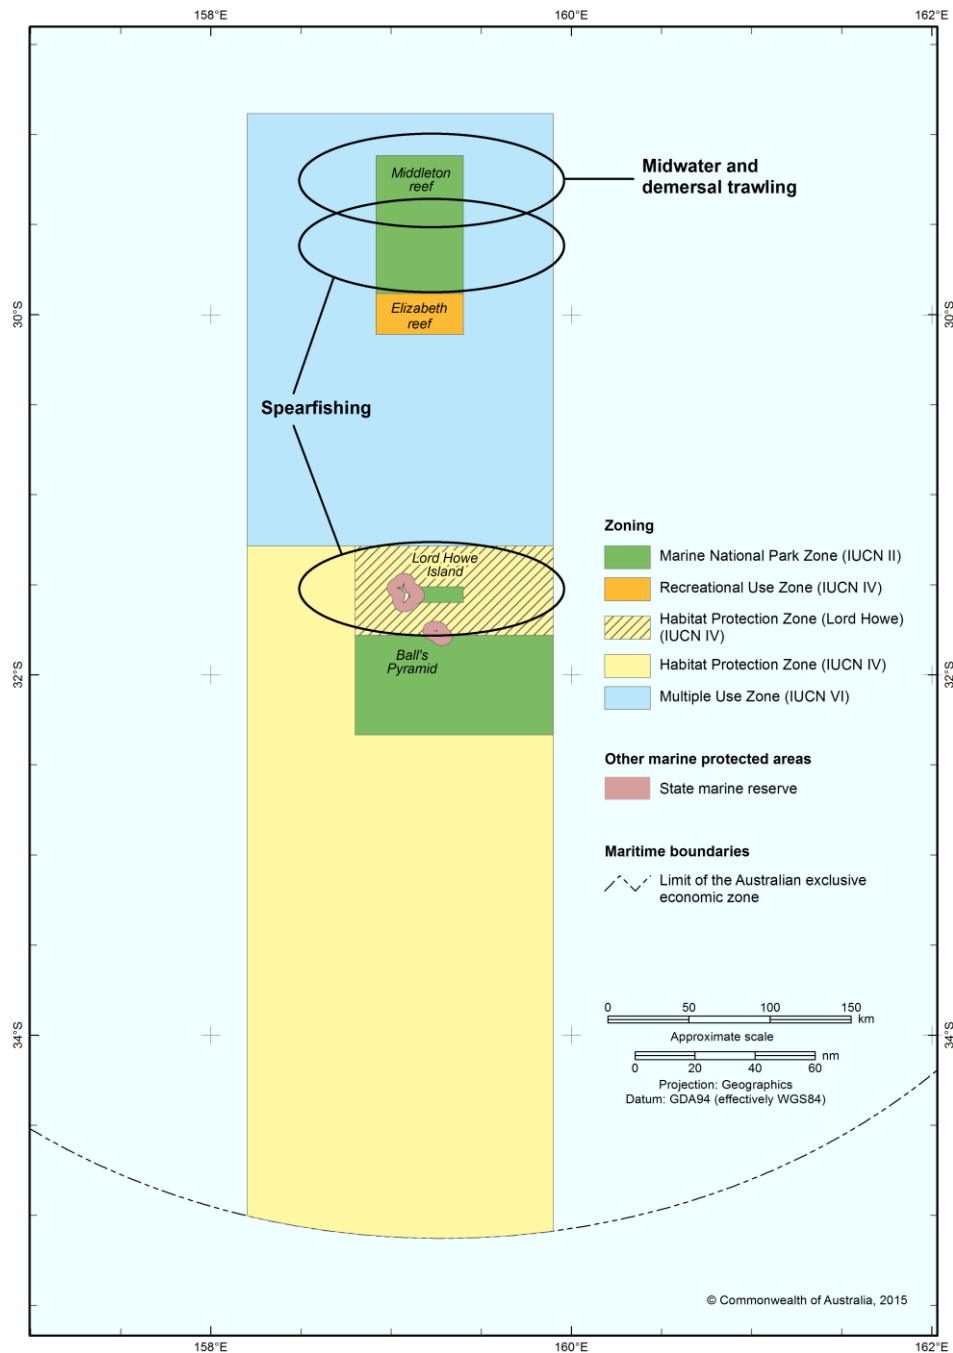 158°E
160°E
162°E
Middleton
reef
Midwater and
demersal trawling
30°S
30°S
Elizabeth
reef
Spearfishing
Zoning
Marine National Park Zone (IUCN II)
Recreational Use Zone (IUCN IV)
Habitat Protection Zone (Lord Howe)
(IUCN IV)
Habitat Protection Zone (IUCN IV)
Multiple Use Zone (IUCN VI)
Lord Howe
Island
Ball's
Pyramid
32°S
32°S
Other marine protected areas
State marine reserve
Maritime boundaries
Limit of the Australian exclusive
economic zone
0 50 100 150
km
Approximate scale
nm
0 20 40 60
Projection: Geographics
Datum: GDA94 (effectively WGS84)
34°S
34°S
© Commonwealth of Australia, 2015
158°E
160°E
162°E